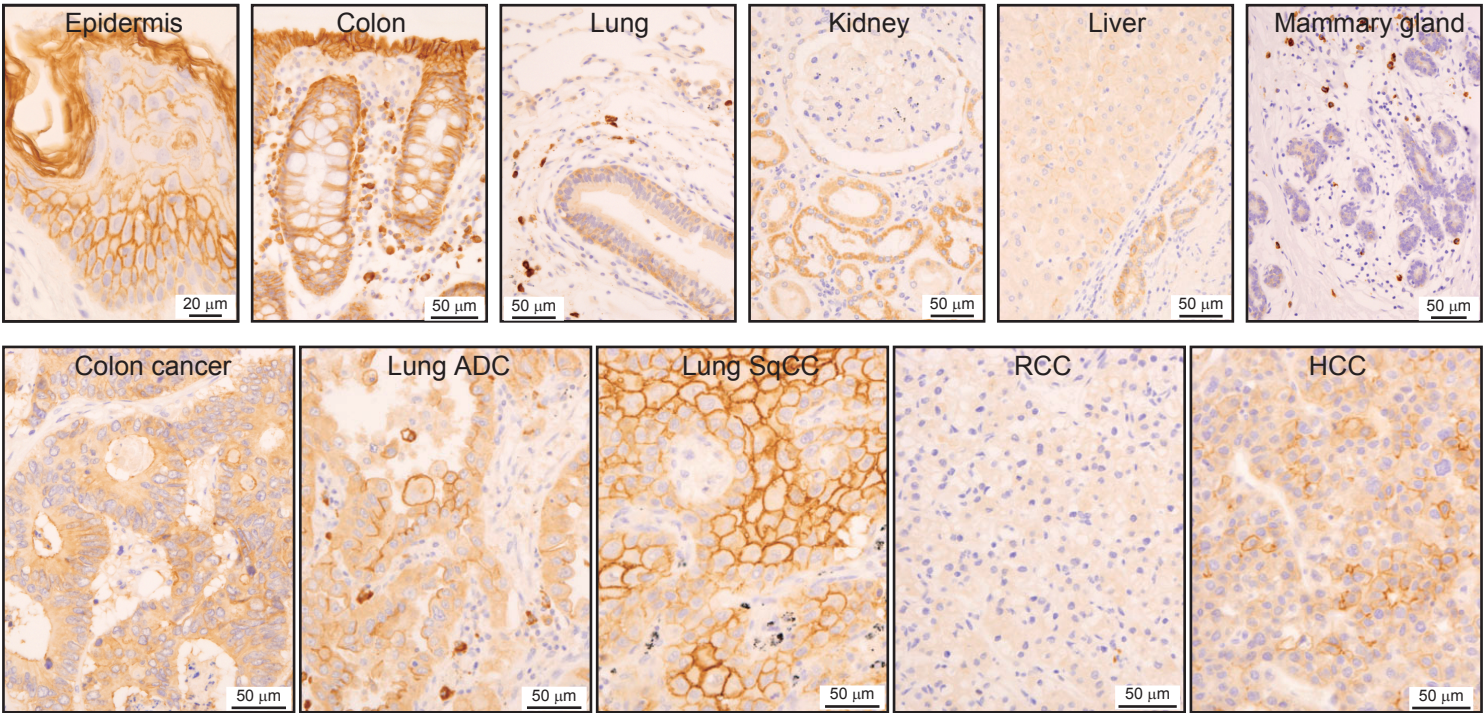 Epidermis
Colon
Lung
Kidney
Liver
Mammary gland
20 μm
50 μm
50 μm
50 μm
50 μm
50 μm
Colon cancer
Lung ADC
Lung SqCC
RCC
HCC
50 μm
50 μm
50 μm
50 μm
50 μm